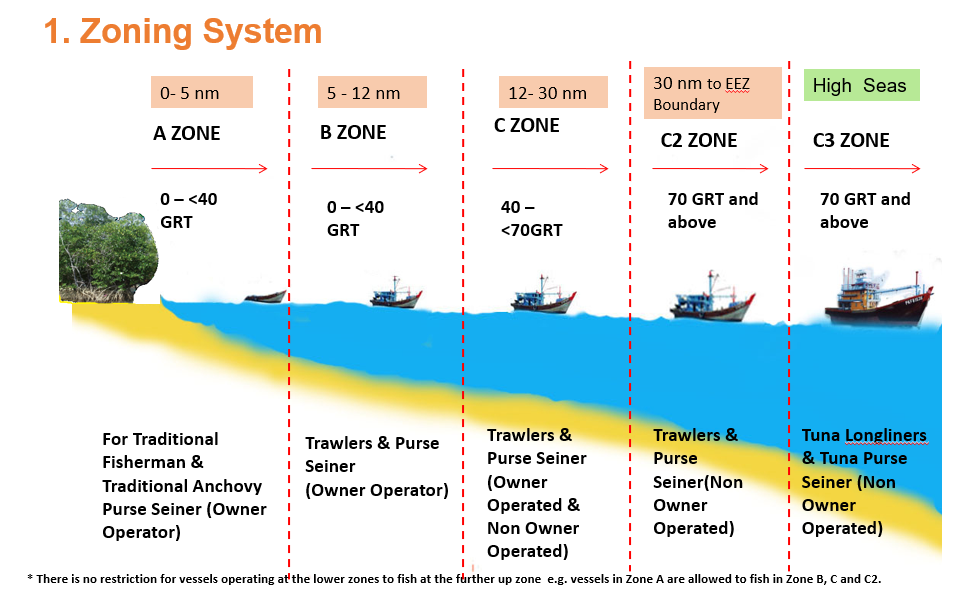 1. Zoning System
0- 5 nm
A ZONE
0 – <40
GRT
5 - 12 nm
B ZONE
0 – <40
GRT
12- 30 nm
C ZONE
40 –
<70GRT
30 nm to EEZ
Boundary
C2 ZONE
70 GRT and
above
High Seas
C3 ZONE
70 GRT and
above
For Traditional
Fisherman &
Traditional Anchovy
Purse Seiner (Owner
Operator)
Trawlers & Purse
Seiner
(Owner Operator)
Trawlers &
Purse Seiner
(Owner
Operated &
Non Owner
Operated)
Trawlers &
Purse
Seiner(Non
Owner
Operated)
Tuna Longliners
& Tuna Purse
Seiner (Non
Owner
Operated)
* There is no restriction for vessels operating at the lower zones to fish at the further up zone e.g. vessels in Zone A are allowed to fish in Zone B, C and C2.